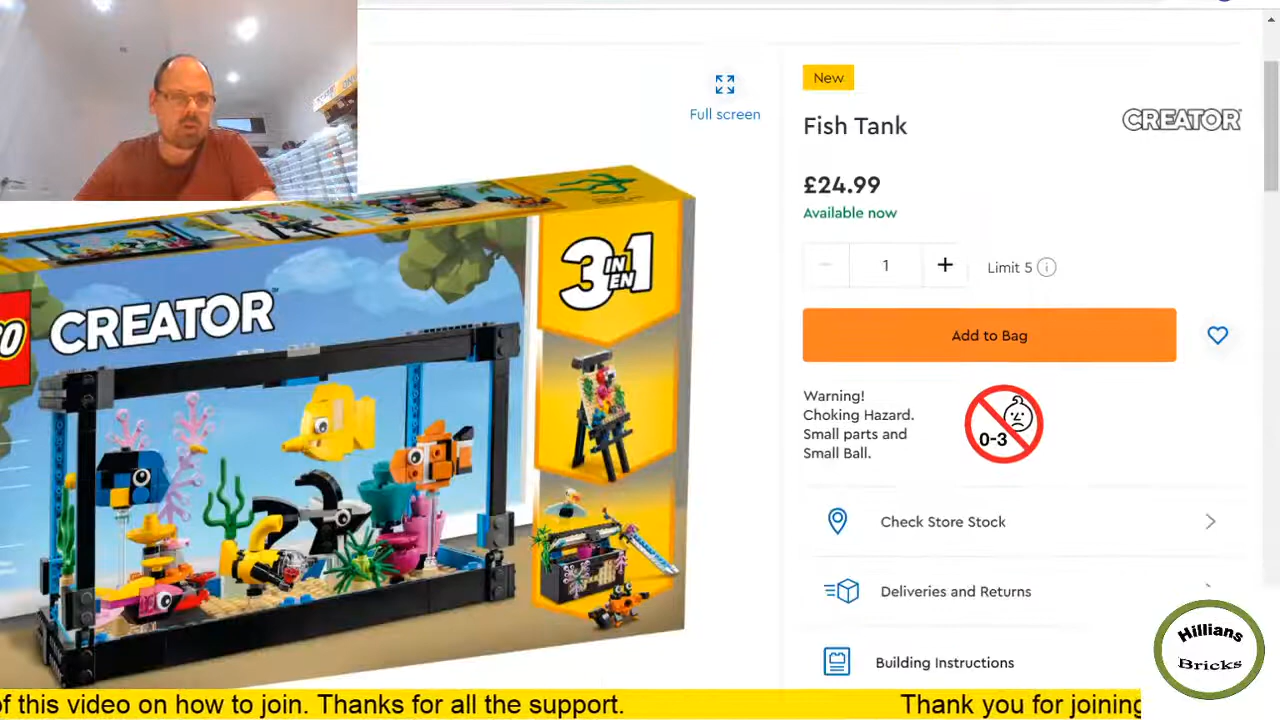 New
Full screen
Fish Tank
CREATOR
£24.99
Available now
1
Limit 5
3 IN EN 1
CREATOR
Add to Bag
Warning!
Choking Hazard.
Small parts and
Small Ball.
0-3
Check Store Stock
Deliveries and Returns
Building Instructions
Hillians
Bricks
of this video on how to join. Thanks for all the support.
Thank you for joining